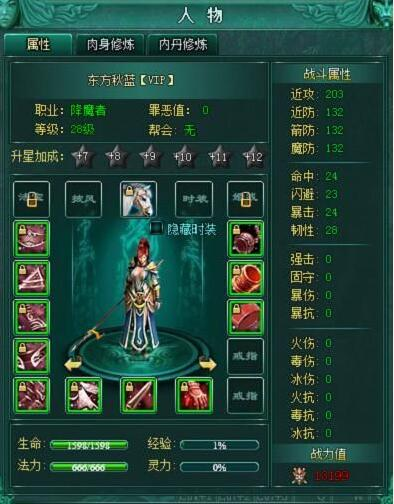 人 物
属性 肉身修炼 内丹修炼
东方秋蓝【VIP】
职业: 降魔者 罪恶值: 0
等级: 28级 帮会: 无
升星加成: +7 +8 +9 +10 +11 +12
披风 时装
隐藏时装
戒指
戒指
生命: 1598/1598 经验: 1%
法力: 666/666 灵力: 0%
战斗属性
近攻: 203
近防: 132
箭防: 132
魔防: 132
命中: 24
闪避: 23
暴击: 24
韧性: 28
强击: 0
固守: 0
暴伤: 0
暴抗: 0
火伤: 0
毒伤: 0
冰伤: 0
火抗: 0
毒抗: 0
冰抗: 0
战力值
13199